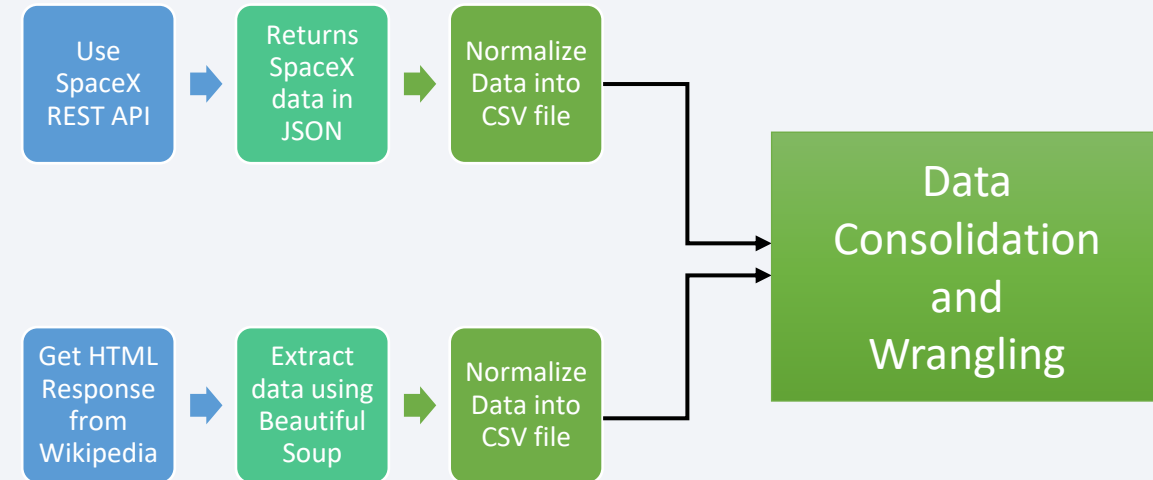 Use
SpaceX
REST API
Returns
SpaceX
data in
JSON
Normalize
Data into
CSV file
Get HTML
Response
from
Wikipedia
Extract
data using
Beautiful
Soup
Normalize
Data into
CSV file
Data
Consolidation
and
Wrangling